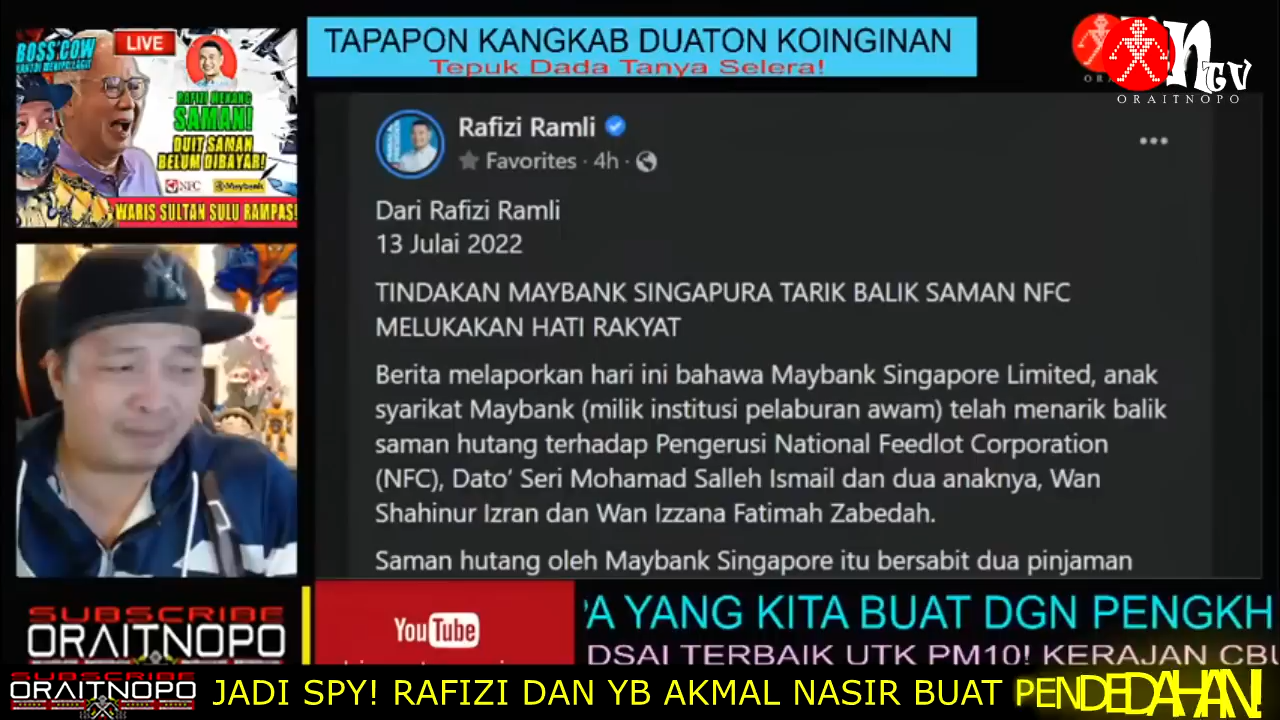 BOSS'COW
LIVE
RAFIZI MENANG
SAMAN!
DUIT SAMAN
BELUM DIBAYAR!
NFC
Maybank
WARIS SULTAN SULU RAMPAS!
TAPAPON KANGKAB DUATON KOINGINAN
Tepuk Dada Tanya Selera!
nTV
ORAITNOPO
Rafizi Ramli
Favorites · 4h ·
Dari Rafizi Ramli
13 Julai 2022
TINDAKAN MAYBANK SINGAPURA TARIK BALIK SAMAN NFC
MELUKAKAN HATI RAKYAT
Berita melaporkan hari ini bahawa Maybank Singapore Limited, anak
syarikat Maybank (milik institusi pelaburan awam) telah menarik balik
saman hutang terhadap Pengerusi National Feedlot Corporation
(NFC), Dato' Seri Mohamad Salleh Ismail dan dua anaknya, Wan
Shahinur Izran dan Wan Izzana Fatimah Zabedah.
Saman hutang oleh Maybank Singapore itu bersabit dua pinjaman
SUBSCRIBE
ORAITNOPO
YouTube
A YANG KITA BUAT DGN PENGKH
DSAI TERBAIK UTK PM10! KERAJAN CBU
SUBSCRIBE
ORAITNOPO
JADI SPY! RAFIZI DAN YB AKMAL NASIR BUAT PENDEDAHAN!